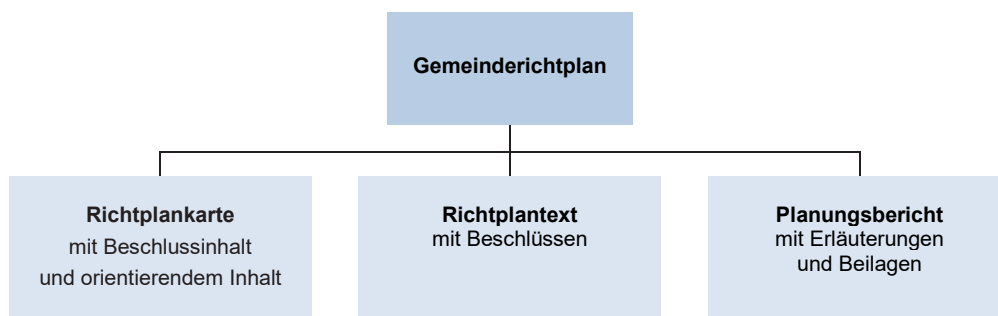 Gemeinderichtplan
Richtplankarte
mit Beschlussinhalt
und orientierendem Inhalt
Richtplantext
mit Beschlüssen
Planungsbericht
mit Erläuterungen
und Beilagen